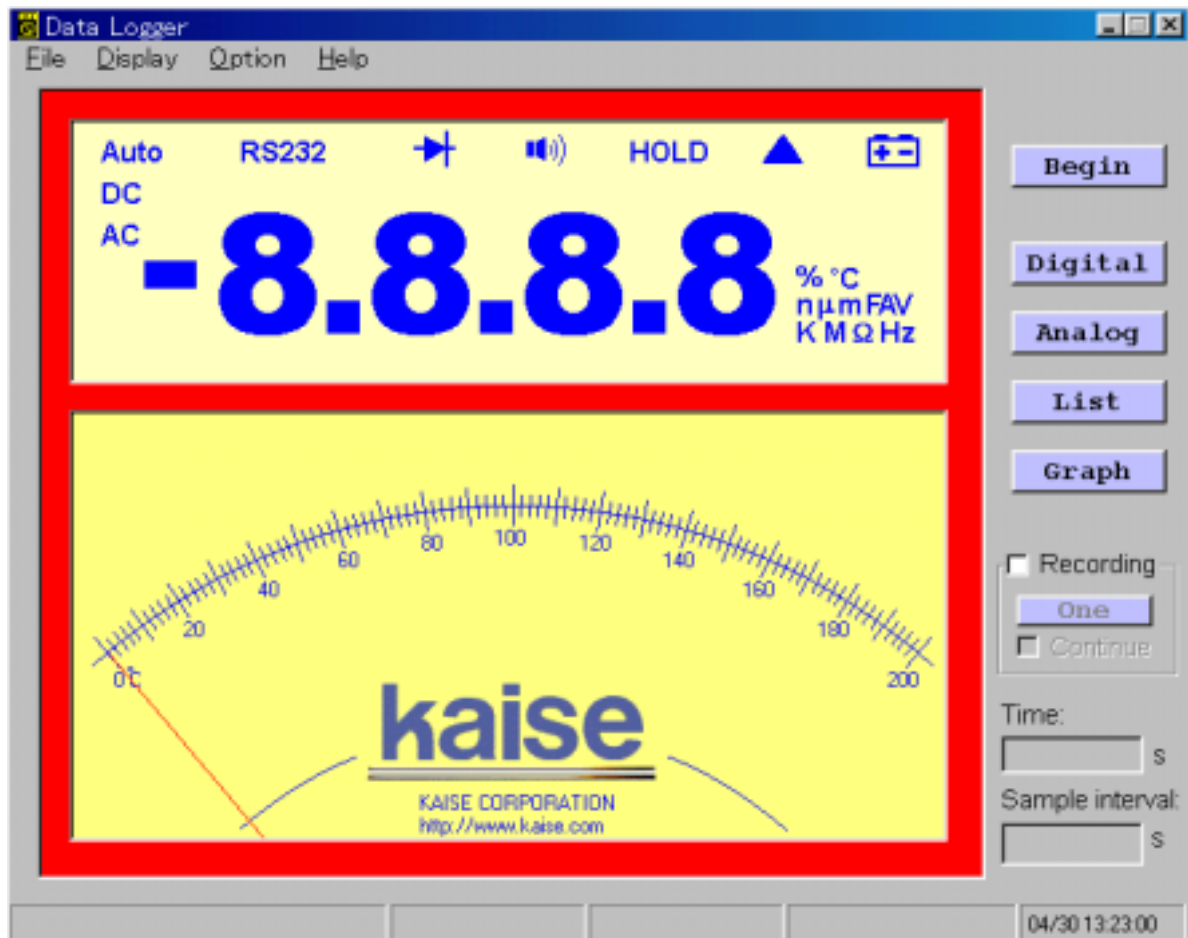 Data Logger
File Display Option Help
Auto RS232 HOLD
DC
AC
-8.8.8.8
% °C
nμmFAV
KMΩHz
Begin
Digital
Analog
List
Graph
Recording
One
Continue
Time:
s
Sample interval:
s
0°C 20 40 60 80 100 120 140 160 180 200
kaise
KAISE CORPORATION
http://www.kaise.com
04/30 13:23:00